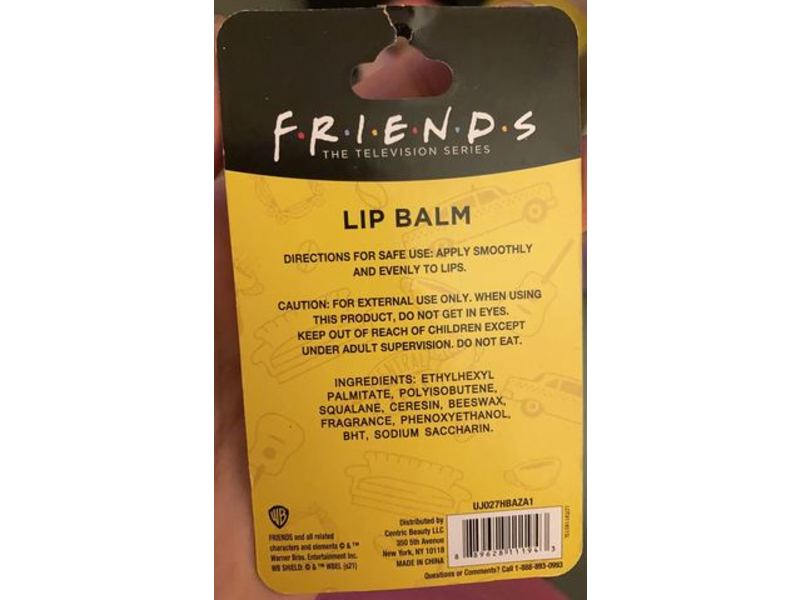 F·R·I·E·N·D·S
THE TELEVISION SERIES
LIP BALM
DIRECTIONS FOR SAFE USE: APPLY SMOOTHLY
AND EVENLY TO LIPS.
CAUTION: FOR EXTERNAL USE ONLY. WHEN USING
THIS PRODUCT, DO NOT GET IN EYES.
KEEP OUT OF REACH OF CHILDREN EXCEPT
UNDER ADULT SUPERVISION. DO NOT EAT.
INGREDIENTS: ETHYLHEXYL
PALMITATE, POLYISOBUTENE,
SQUALANE, CERESIN, BEESWAX,
FRAGRANCE, PHENOXYETHANOL,
BHT, SODIUM SACCHARIN.
WB
FRIENDS and all related
characters and elements © & ™
Warner Bros. Entertainment Inc.
WB SHIELD: © & ™ WBEI. (s21)
Distributed by
Centric Beauty LLC
350 5th Avenue
New York, NY 10118
MADE IN CHINA
UJ027HBAZA1
8 39628 11194 3
Questions or Comments? Call 1-888-893-0993